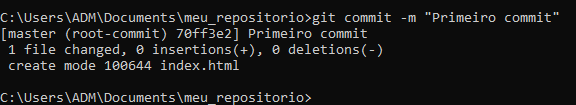 C:\Users\ADM\Documents\meu_repositorio>git commit -m "Primeiro commit"
[master (root-commit) 70ff3e2] Primeiro commit
 1 file changed, 0 insertions(+), 0 deletions(-)
 create mode 100644 index.html
C:\Users\ADM\Documents\meu_repositorio>